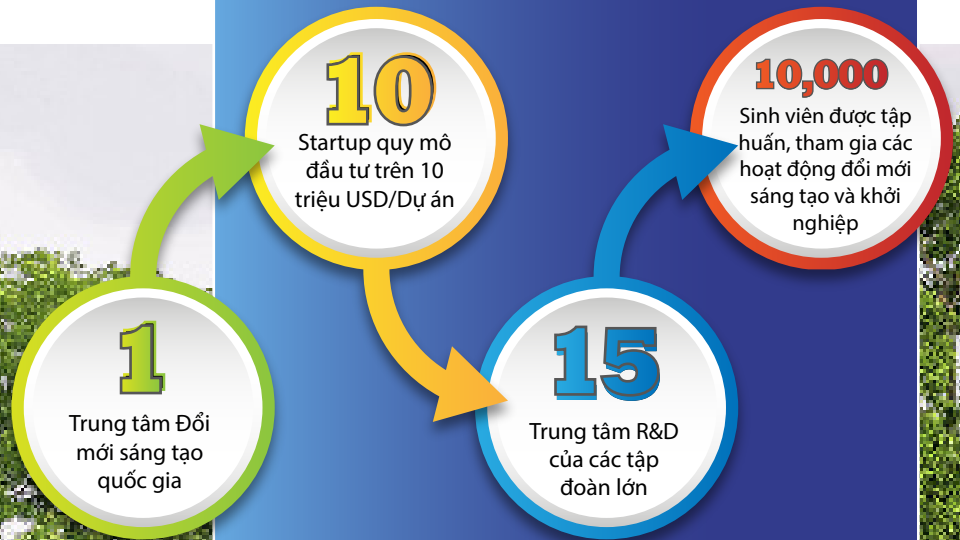 1
Trung tâm Đổi
mới sáng tạo
quốc gia
10
Startup quy mô
đầu tư trên 10
triệu USD/Dự án
15
Trung tâm R&D
của các tập
đoàn lớn
10,000
Sinh viên được tập
huấn, tham gia các
hoạt động đổi mới
sáng tạo và khởi
nghiệp